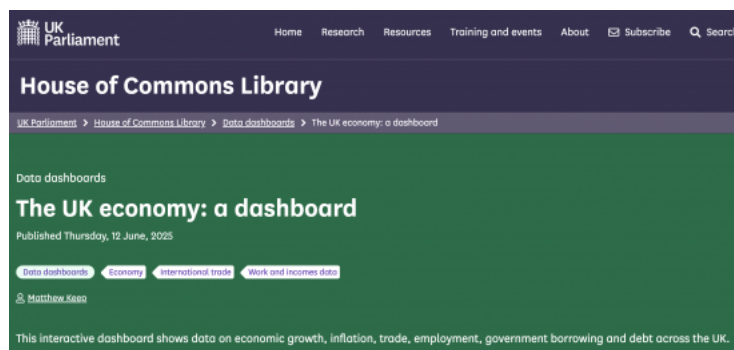 UK
Parliament
Home Research Resources Training and events About Subscribe Search
House of Commons Library
UK Parliament > House of Commons Library > Data dashboards > The UK economy: a dashboard
Data dashboards
The UK economy: a dashboard
Published Thursday, 12 June, 2025
Data dashboards Economy International trade Work and incomes data
Matthew Keep
This interactive dashboard shows data on economic growth, inflation, trade, employment, government borrowing and debt across the UK.